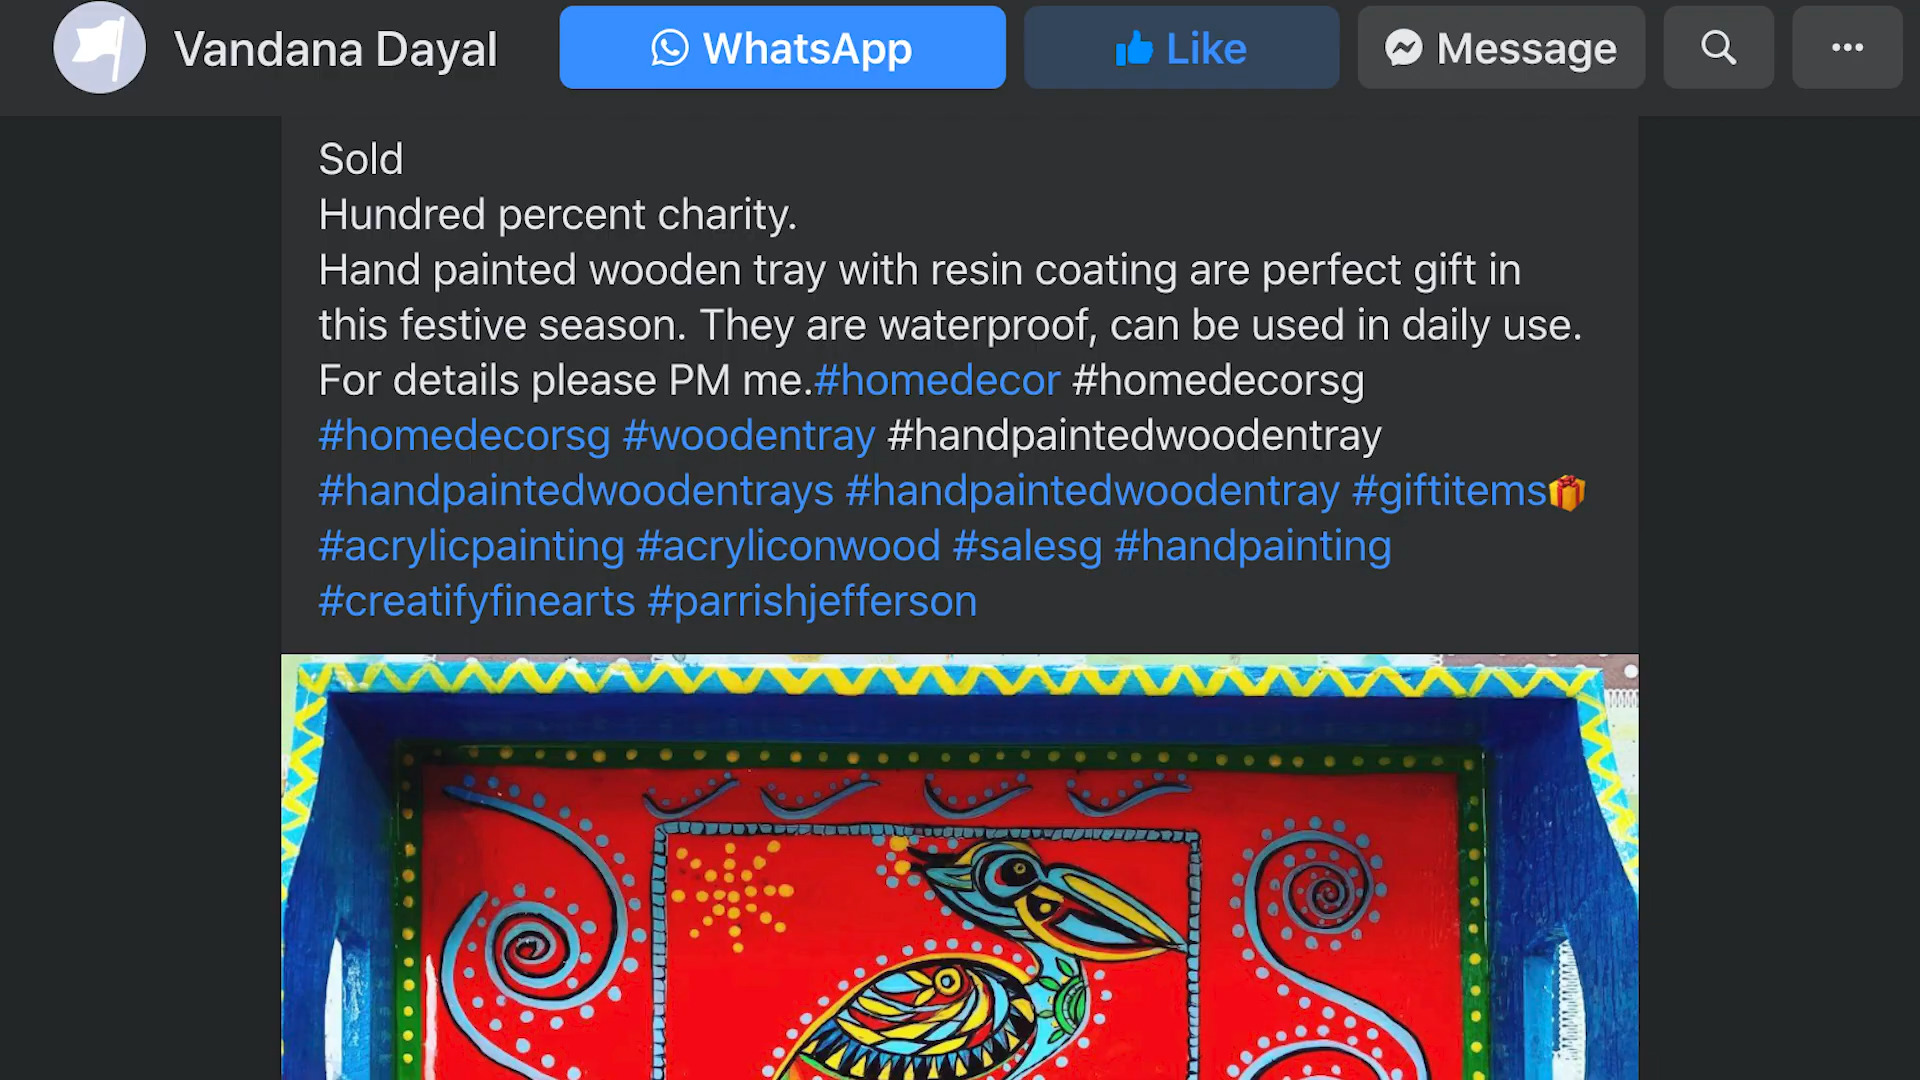 Vandana Dayal
WhatsApp
Like
Message
Sold
Hundred percent charity.
Hand painted wooden tray with resin coating are perfect gift in
this festive season. They are waterproof, can be used in daily use.
For details please PM me.#homedecor #homedecorsg
#homedecorsg #woodentray #handpaintedwoodentray
#handpaintedwoodentrays #handpaintedwoodentray #giftitems🎁
#acrylicpainting #acryliconwood #salesg #handpainting
#creatifyfinearts #parrishjefferson